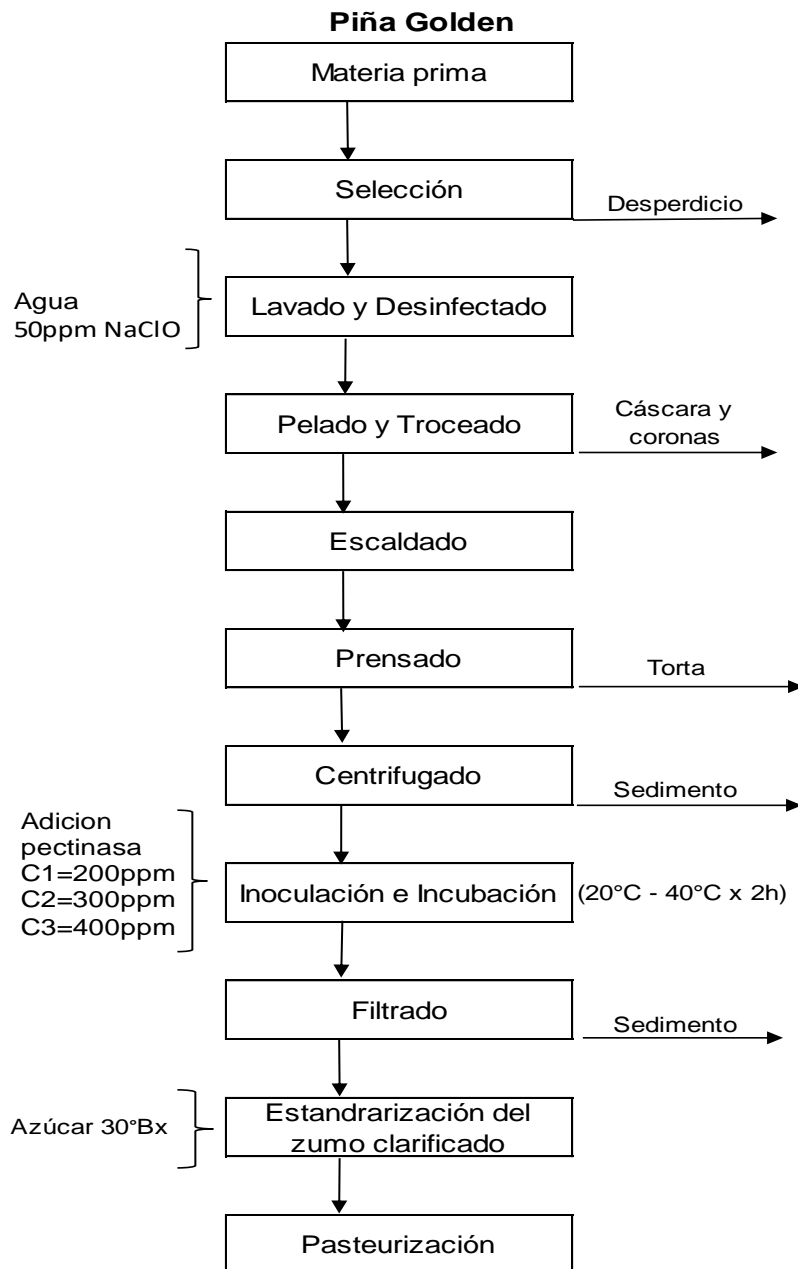 Piña Golden
Materia prima
Selección
Desperdicio
Agua
50ppm NaClO
Lavado y Desinfectado
Pelado y Troceado
Cáscara y
coronas
Escaldado
Prensado
Torta
Centrifugado
Sedimento
Adicion
pectinasa
C1=200ppm
C2=300ppm
C3=400ppm
Inoculación e Incubación
(20°C - 40°C x 2h)
Filtrado
Sedimento
Azúcar 30°Bx
Estandrarización del
zumo clarificado
Pasteurización